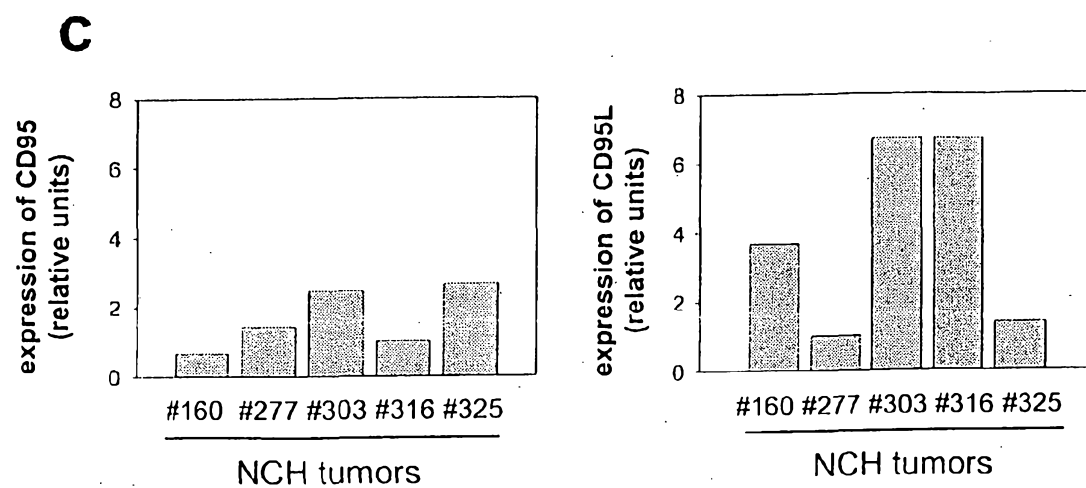 C
expression of CD95
(relative units)
8
6
4
2
0
#160 #277 #303 #316 #325
NCH tumors
expression of CD95L
(relative units)
8
6
4
2
0
#160 #277 #303 #316 #325
NCH tumors